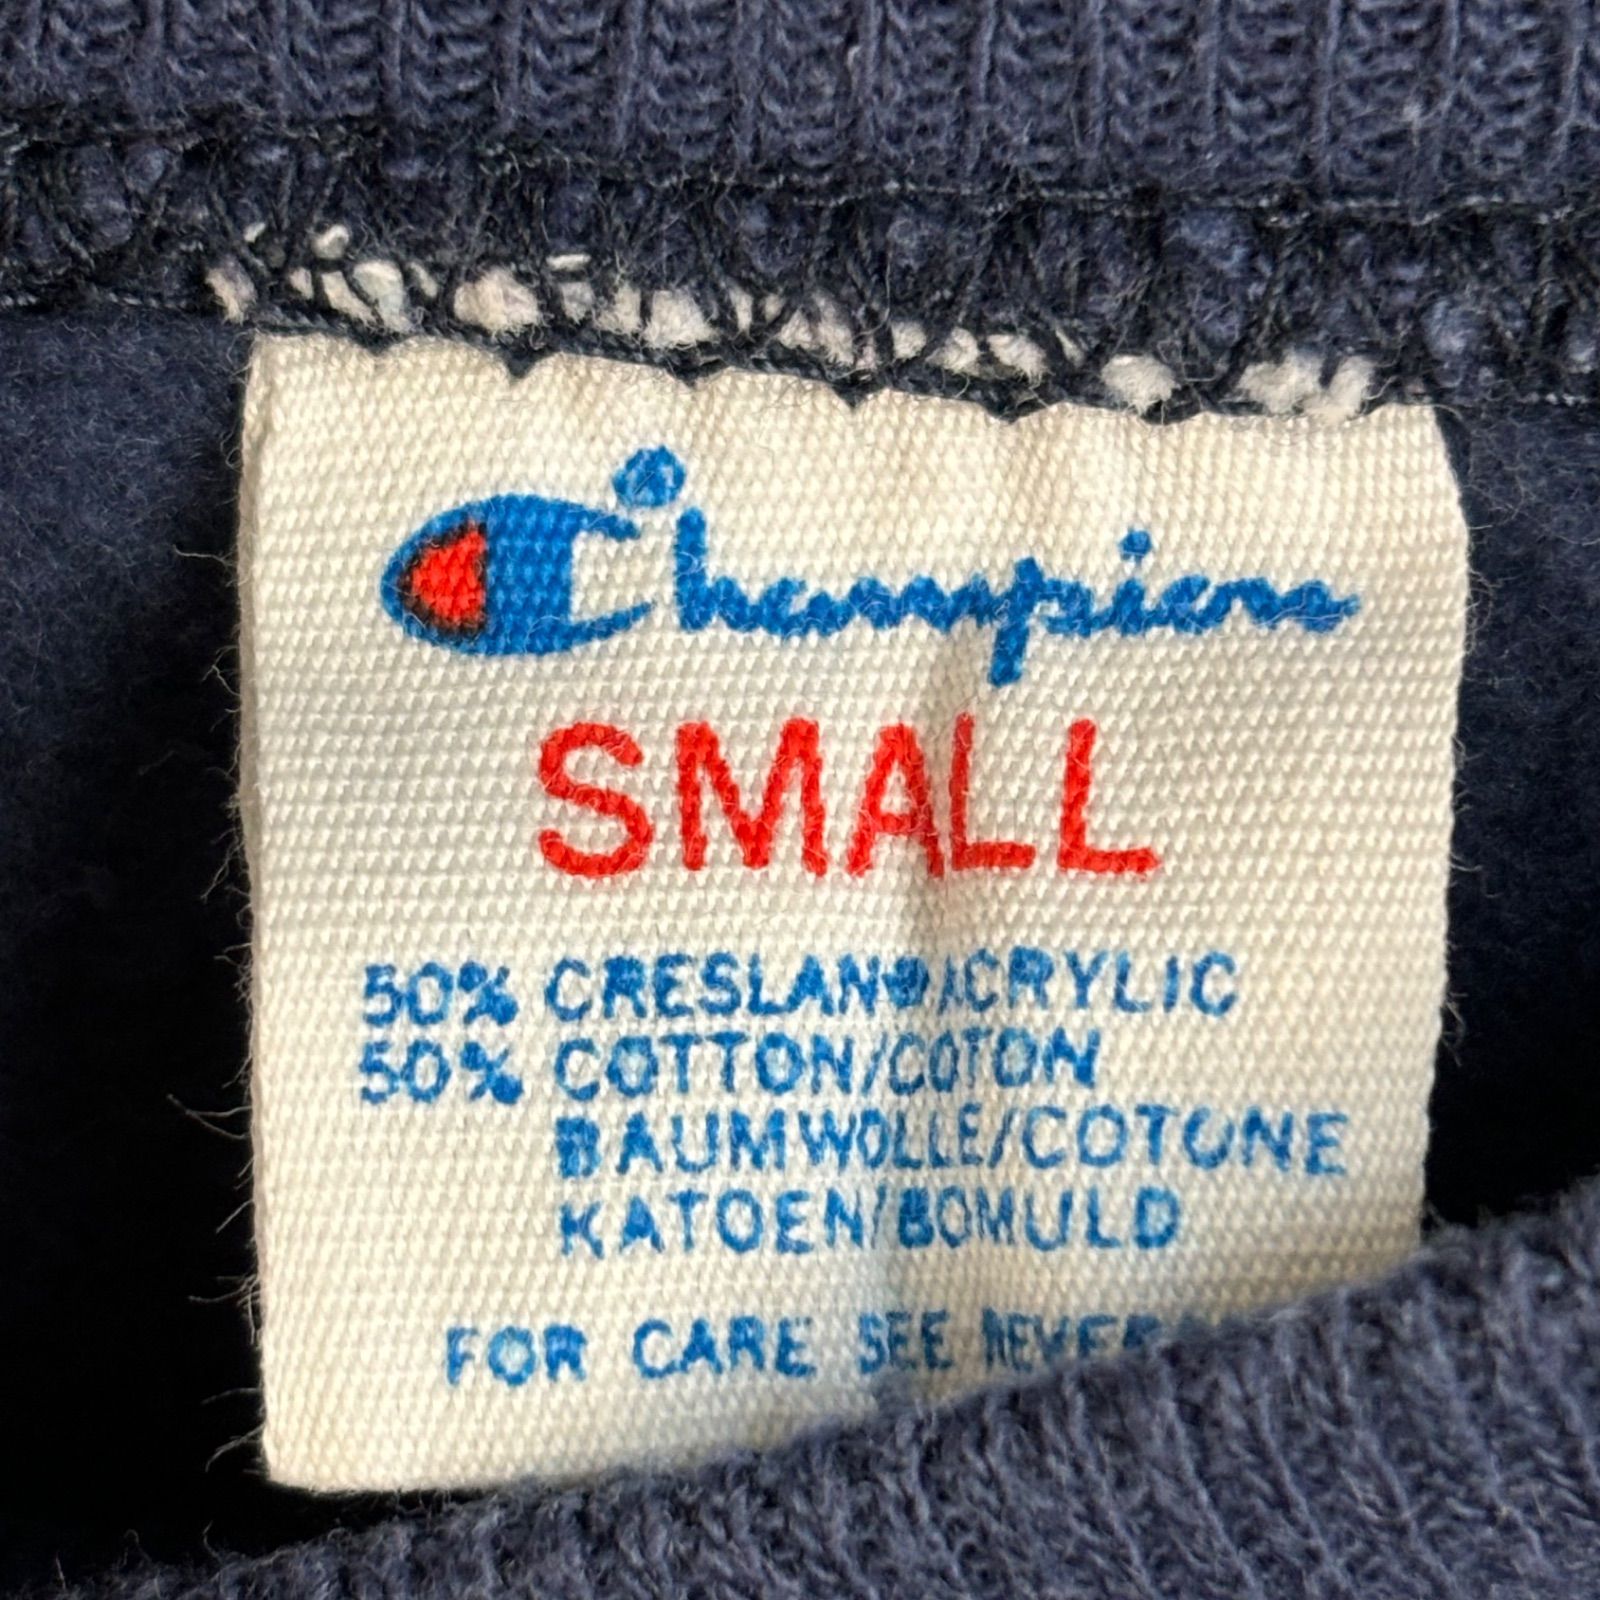 Champion
SMALL
50% CRESLAN® ACRYLIC
50% COTTON/COTON
BAUMWOLLE/COTONE
KATOEN/BOMULD
FOR CARE SEE